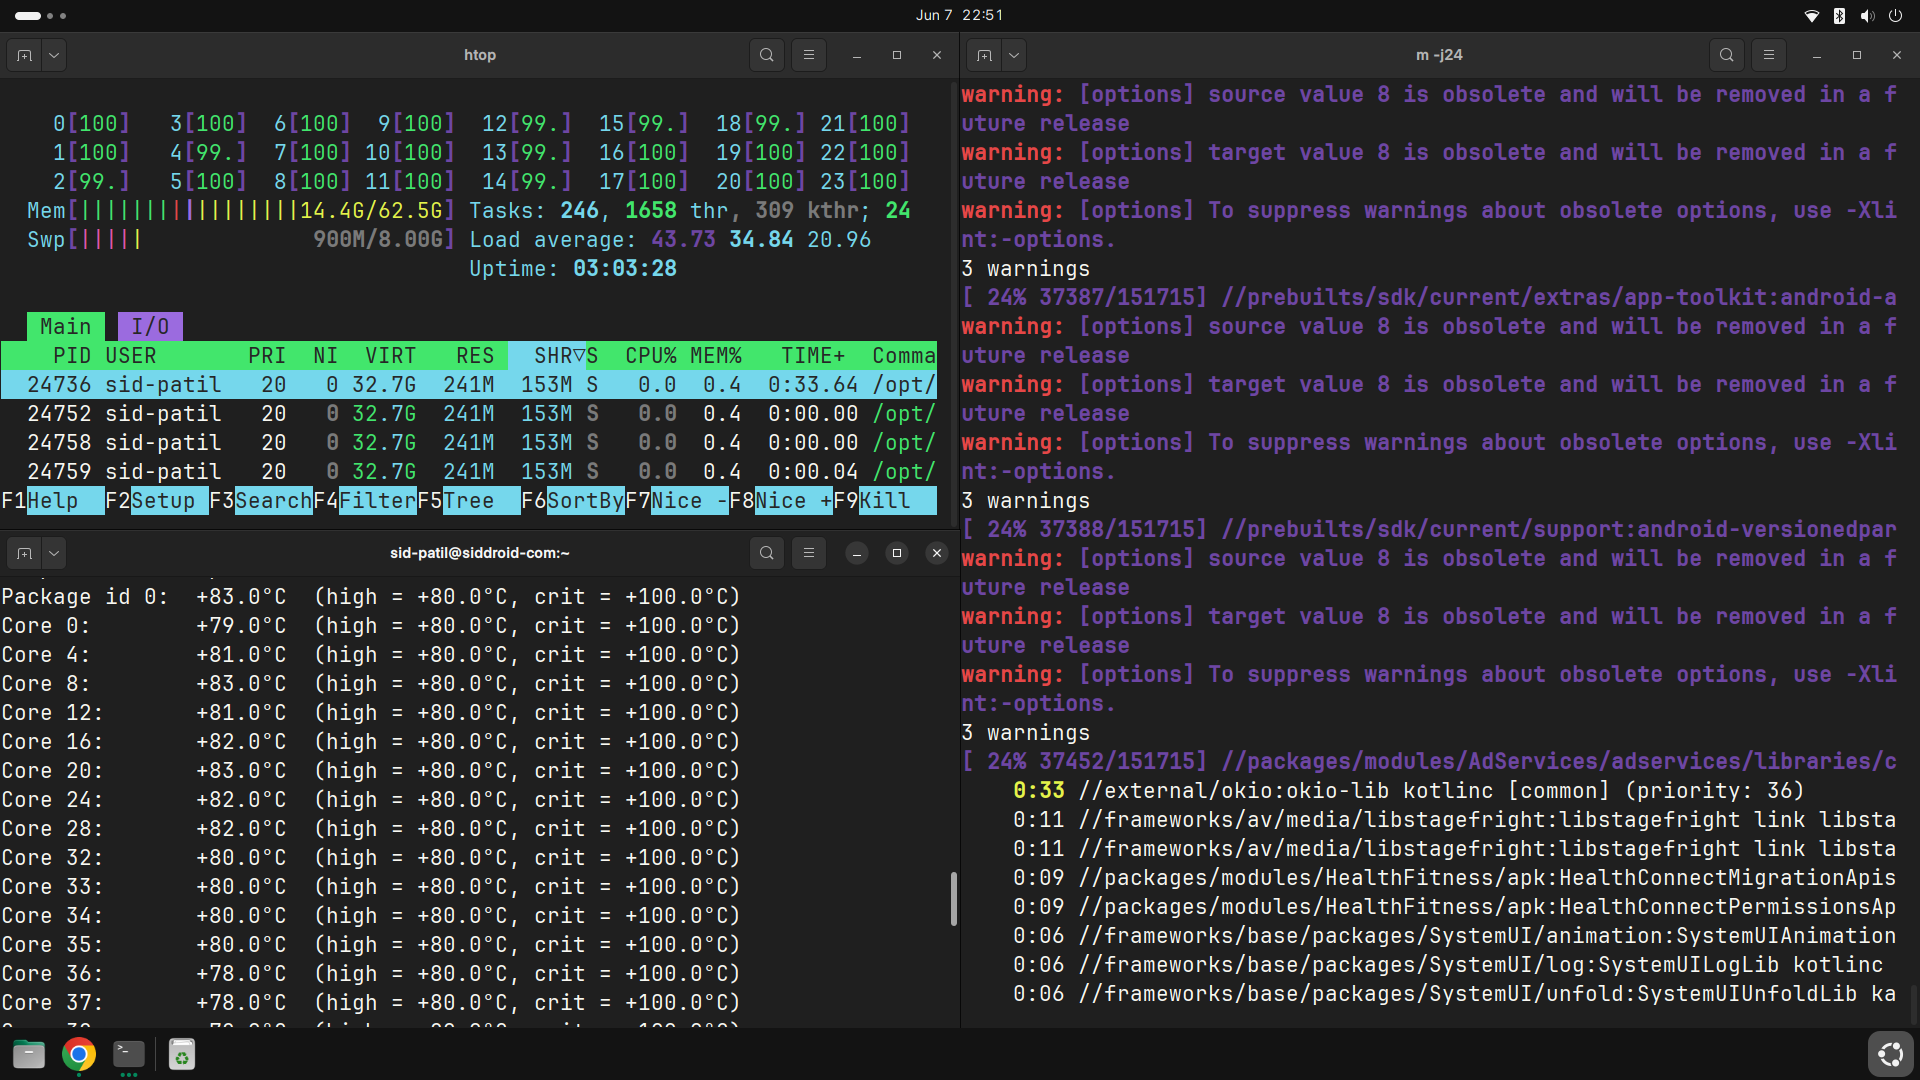 Jun 7 22:51
htop
0[100] 3[100] 6[100] 9[100] 12[99.] 15[99.] 18[99.] 21[100]
1[100] 4[99.] 7[100] 10[100] 13[99.] 16[100] 19[100] 22[100]
2[99.] 5[100] 8[100] 11[100] 14[99.] 17[100] 20[100] 23[100]
Mem[|||||||||||||||||14.4G/62.5G] Tasks: 246, 1658 thr, 309 kthr; 24
Swp[||||| 900M/8.00G] Load average: 43.73 34.84 20.96
Uptime: 03:03:28
Main I/O
PID USER PRI NI VIRT RES SHR▽S CPU% MEM% TIME+ Comma
24736 sid-patil 20 0 32.7G 241M 153M S 0.0 0.4 0:33.64 /opt/
24752 sid-patil 20 0 32.7G 241M 153M S 0.0 0.4 0:00.00 /opt/
24758 sid-patil 20 0 32.7G 241M 153M S 0.0 0.4 0:00.00 /opt/
24759 sid-patil 20 0 32.7G 241M 153M S 0.0 0.4 0:00.04 /opt/
F1Help F2Setup F3SearchF4FilterF5Tree F6SortByF7Nice -F8Nice +F9Kill
sid-patil@siddroid-com:~
Package id 0: +83.0°C (high = +80.0°C, crit = +100.0°C)
Core 0: +79.0°C (high = +80.0°C, crit = +100.0°C)
Core 4: +81.0°C (high = +80.0°C, crit = +100.0°C)
Core 8: +83.0°C (high = +80.0°C, crit = +100.0°C)
Core 12: +81.0°C (high = +80.0°C, crit = +100.0°C)
Core 16: +82.0°C (high = +80.0°C, crit = +100.0°C)
Core 20: +83.0°C (high = +80.0°C, crit = +100.0°C)
Core 24: +82.0°C (high = +80.0°C, crit = +100.0°C)
Core 28: +82.0°C (high = +80.0°C, crit = +100.0°C)
Core 32: +80.0°C (high = +80.0°C, crit = +100.0°C)
Core 33: +80.0°C (high = +80.0°C, crit = +100.0°C)
Core 34: +80.0°C (high = +80.0°C, crit = +100.0°C)
Core 35: +80.0°C (high = +80.0°C, crit = +100.0°C)
Core 36: +78.0°C (high = +80.0°C, crit = +100.0°C)
Core 37: +78.0°C (high = +80.0°C, crit = +100.0°C)
m -j24
warning: [options] source value 8 is obsolete and will be removed in a f
uture release
warning: [options] target value 8 is obsolete and will be removed in a f
uture release
warning: [options] To suppress warnings about obsolete options, use -Xli
nt:-options.
3 warnings
[ 24% 37387/151715] //prebuilts/sdk/current/extras/app-toolkit:android-a
warning: [options] source value 8 is obsolete and will be removed in a f
uture release
warning: [options] target value 8 is obsolete and will be removed in a f
uture release
warning: [options] To suppress warnings about obsolete options, use -Xli
nt:-options.
3 warnings
[ 24% 37388/151715] //prebuilts/sdk/current/support:android-versionedpar
warning: [options] source value 8 is obsolete and will be removed in a f
uture release
warning: [options] target value 8 is obsolete and will be removed in a f
uture release
warning: [options] To suppress warnings about obsolete options, use -Xli
nt:-options.
3 warnings
[ 24% 37452/151715] //packages/modules/AdServices/adservices/libraries/c
0:33 //external/okio:okio-lib kotlinc [common] (priority: 36)
0:11 //frameworks/av/media/libstagefright:libstagefright link libsta
0:11 //frameworks/av/media/libstagefright:libstagefright link libsta
0:09 //packages/modules/HealthFitness/apk:HealthConnectMigrationApis
0:09 //packages/modules/HealthFitness/apk:HealthConnectPermissionsAp
0:06 //frameworks/base/packages/SystemUI/animation:SystemUIAnimation
0:06 //frameworks/base/packages/SystemUI/log:SystemUILogLib kotlinc
0:06 //frameworks/base/packages/SystemUI/unfold:SystemUIUnfoldLib ka